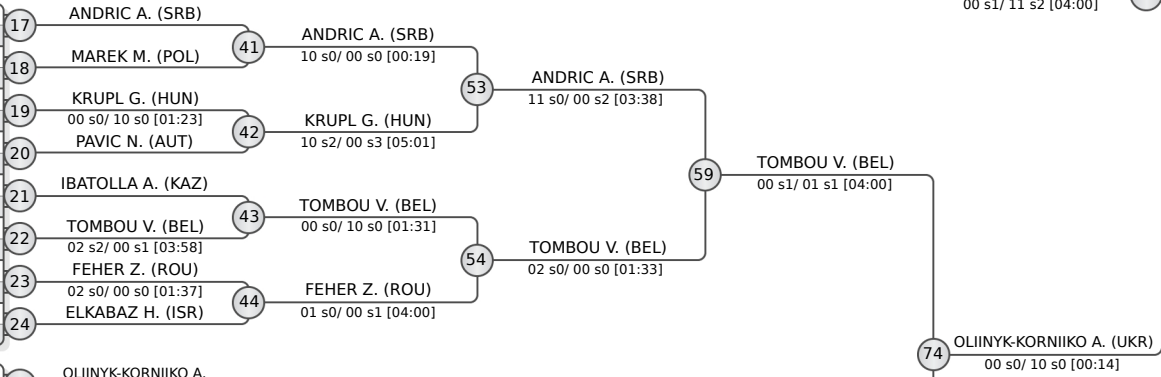 00 s1/ 11 s2 [04:00]
17
ANDRIC A. (SRB)
18
MAREK M. (POL)
41
ANDRIC A. (SRB)
10 s0/ 00 s0 [00:19]
19
KRUPL G. (HUN)
00 s0/ 10 s0 [01:23]
20
PAVIC N. (AUT)
42
KRUPL G. (HUN)
10 s2/ 00 s3 [05:01]
53
ANDRIC A. (SRB)
11 s0/ 00 s2 [03:38]
21
IBATOLLA A. (KAZ)
22
TOMBOU V. (BEL)
02 s2/ 00 s1 [03:58]
43
TOMBOU V. (BEL)
00 s0/ 10 s0 [01:31]
23
FEHER Z. (ROU)
02 s0/ 00 s0 [01:37]
24
ELKABAZ H. (ISR)
44
FEHER Z. (ROU)
01 s0/ 00 s1 [04:00]
54
TOMBOU V. (BEL)
02 s0/ 00 s0 [01:33]
59
TOMBOU V. (BEL)
00 s1/ 01 s1 [04:00]
74
OLIINYK-KORNIIKO A. (UKR)
00 s0/ 10 s0 [00:14]
OLIINYK-KORNIIKO A.